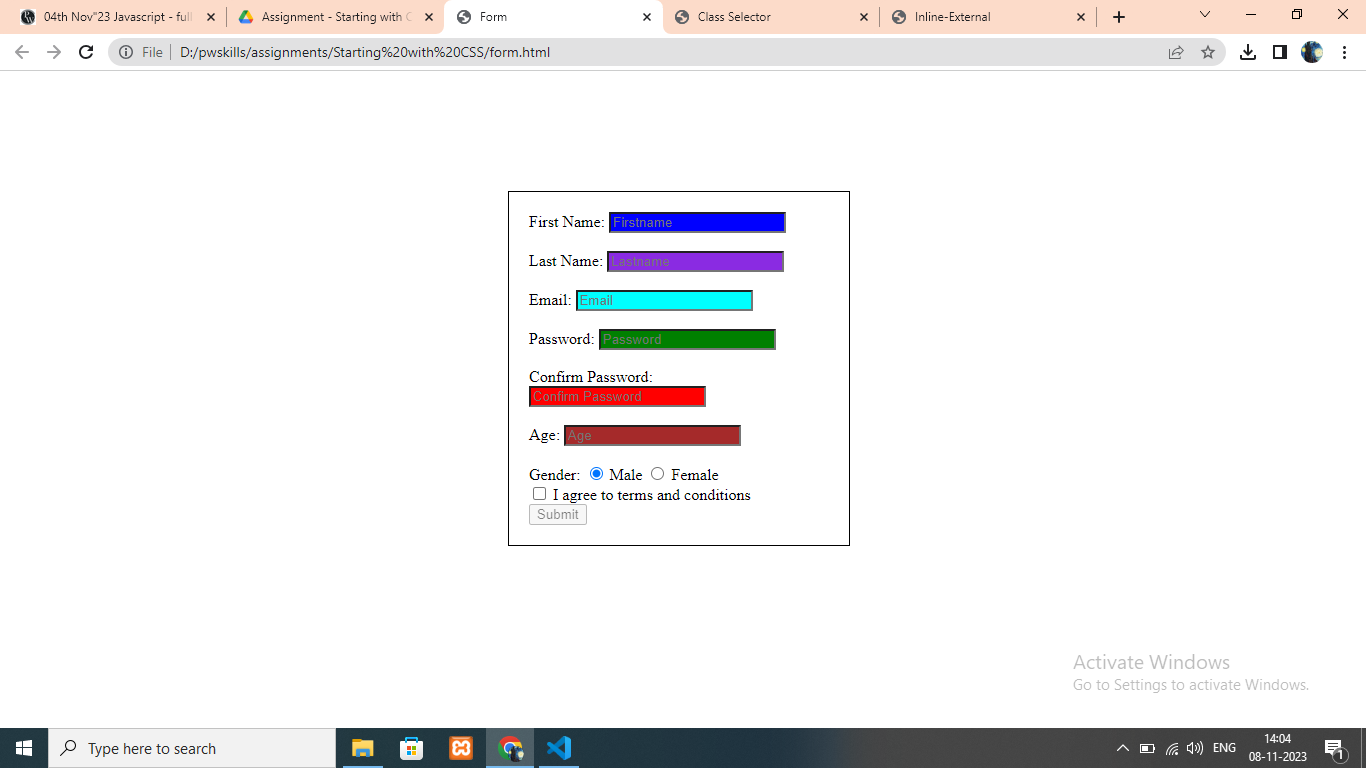 04th Nov"23 Javascript - full
Assignment - Starting with C
Form
Class Selector
Inline-External
File
D:/pwskills/assignments/Starting%20with%20CSS/form.html
First Name: Firstname
Last Name: Lastname
Email: Email
Password: Password
Confirm Password:
Confirm Password
Age: Age
Gender: Male Female
I agree to terms and conditions
Submit
Activate Windows
Go to Settings to activate Windows.
Type here to search
ENG
14:04
08-11-2023
1